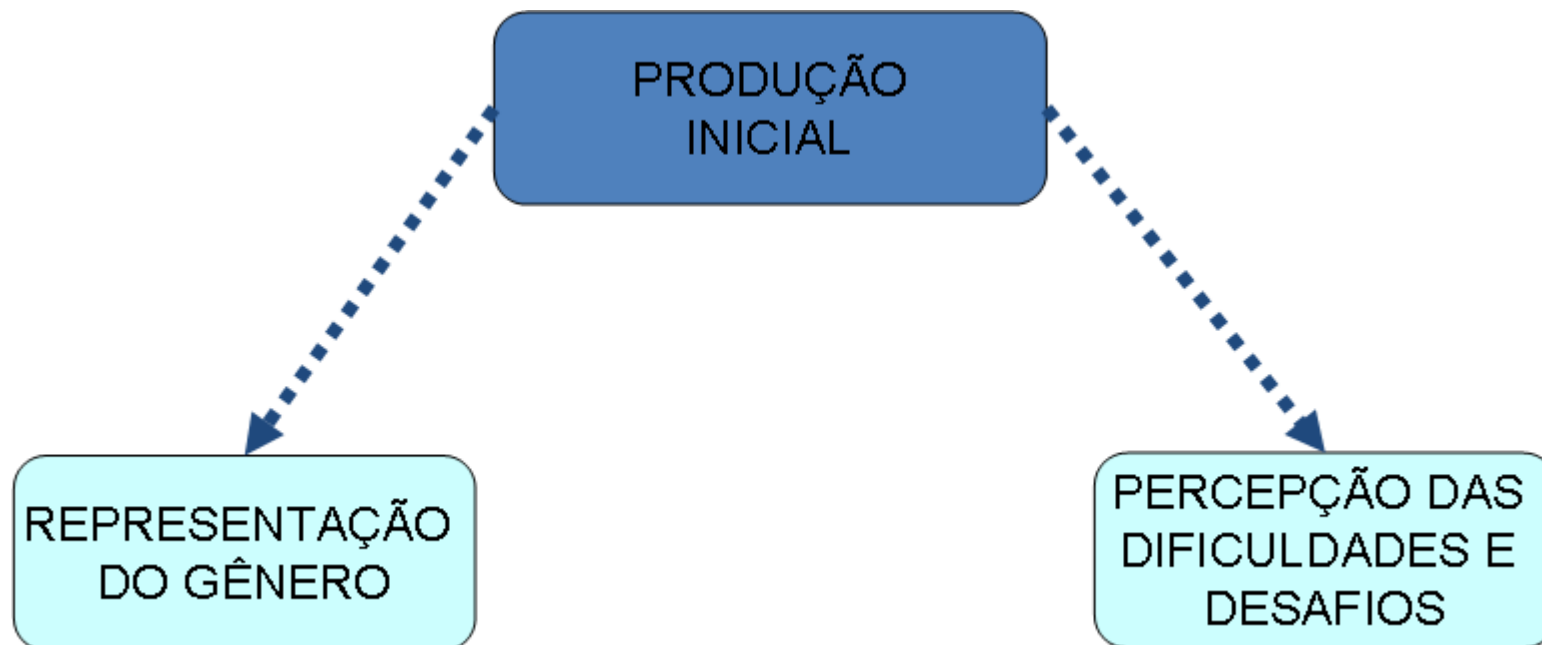 PRODUÇÃO
INICIAL
REPRESENTAÇÃO
DO GÊNERO
PERCEPÇÃO DAS
DIFICULDADES E
DESAFIOS